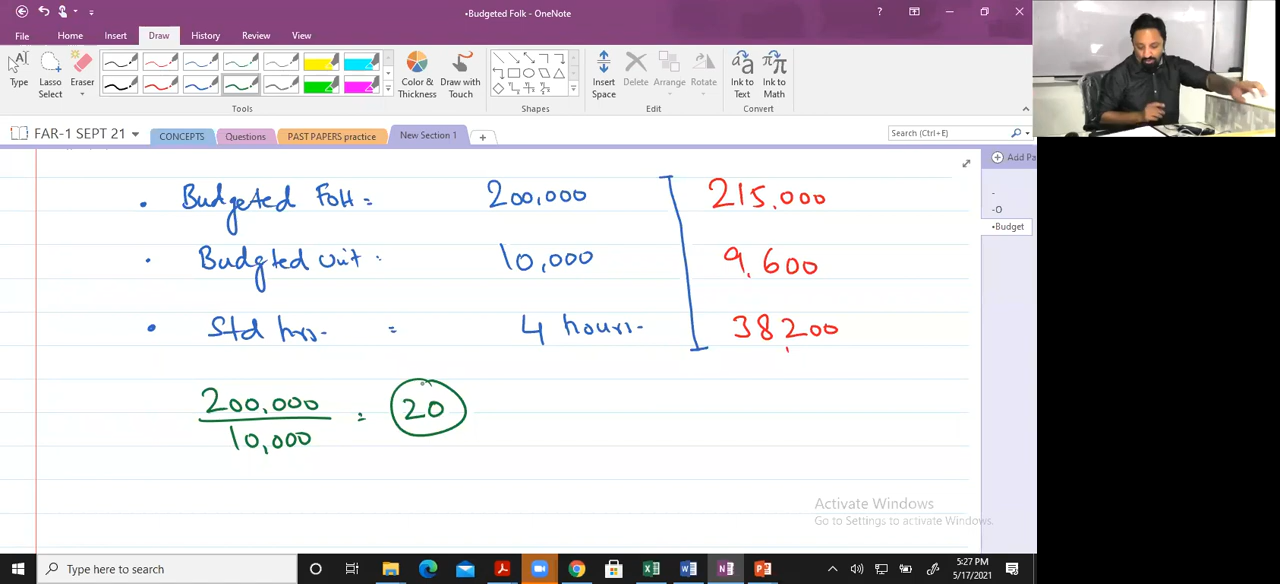 •Budgeted Folk - OneNote
?
File Home Insert Draw History Review View
Type
Lasso Select
Eraser
Color & Thickness
Draw with Touch
Insert Space
Delete
Arrange
Rotate
Ink to Text
Ink to Math
Tools
Shapes
Edit
Convert
FAR-1 SEPT 21 CONCEPTS Questions PAST PAPERS practice New Section 1 Search (Ctrl+E)
Add Pa
-
-O
•Budget
• Budgeted FoH = 200,000 215,000
• Budgted Unit: 10,000 9,600
• Std hrs- = 4 hours- 38,200
200,000
10,000
= 20
Activate Windows
Go to Settings to activate Windows.
Type here to search
5:27 PM
5/17/2021